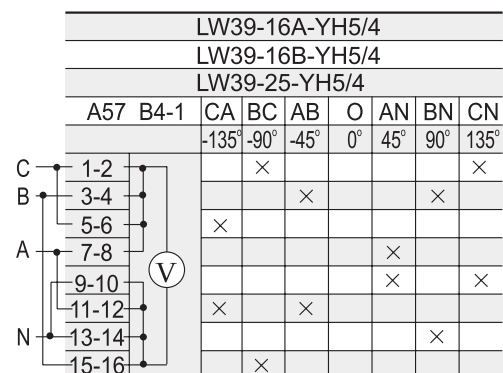 LW39-16A-YH5/4
LW39-16B-YH5/4
LW39-25-YH5/4
A57 B4-1 CA BC AB O AN BN CN
-135° -90° -45° 0° 45° 90° 135°
C 1-2 × ×
B 3-4 × ×
5-6 ×
A 7-8 ×
9-10 × ×
V
11-12 × ×
N 13-14 ×
15-16 ×